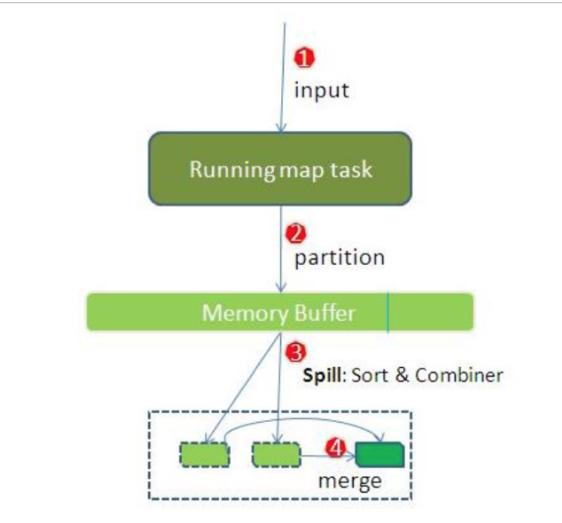 1
input
Running map task
2
partition
Memory Buffer
3
Spill: Sort & Combiner
4
merge